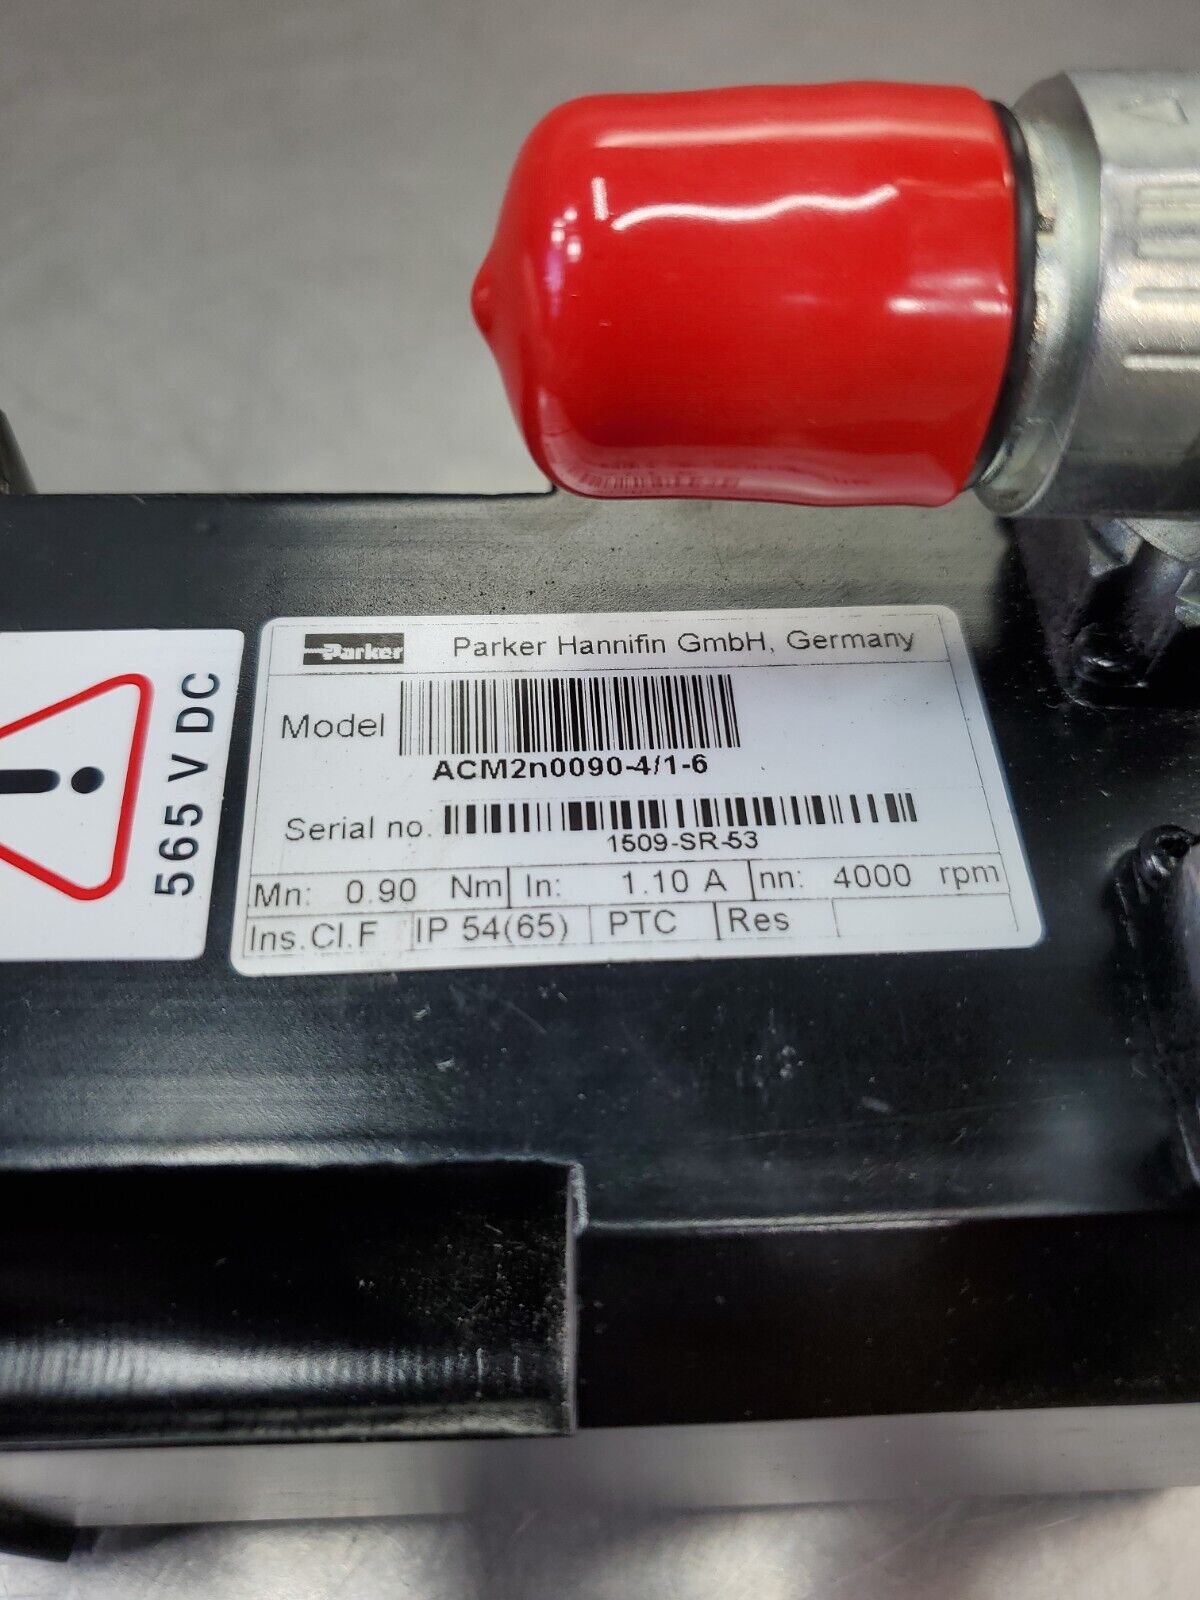 Parker Parker Hannifin GmbH, Germany
Model
ACM2n0090-4/1-6
Serial no.
1509-SR-53
Mn: 0.90 Nm In: 1.10 A nn: 4000 rpm
Ins.Cl.F IP 54(65) PTC Res
565 V DC